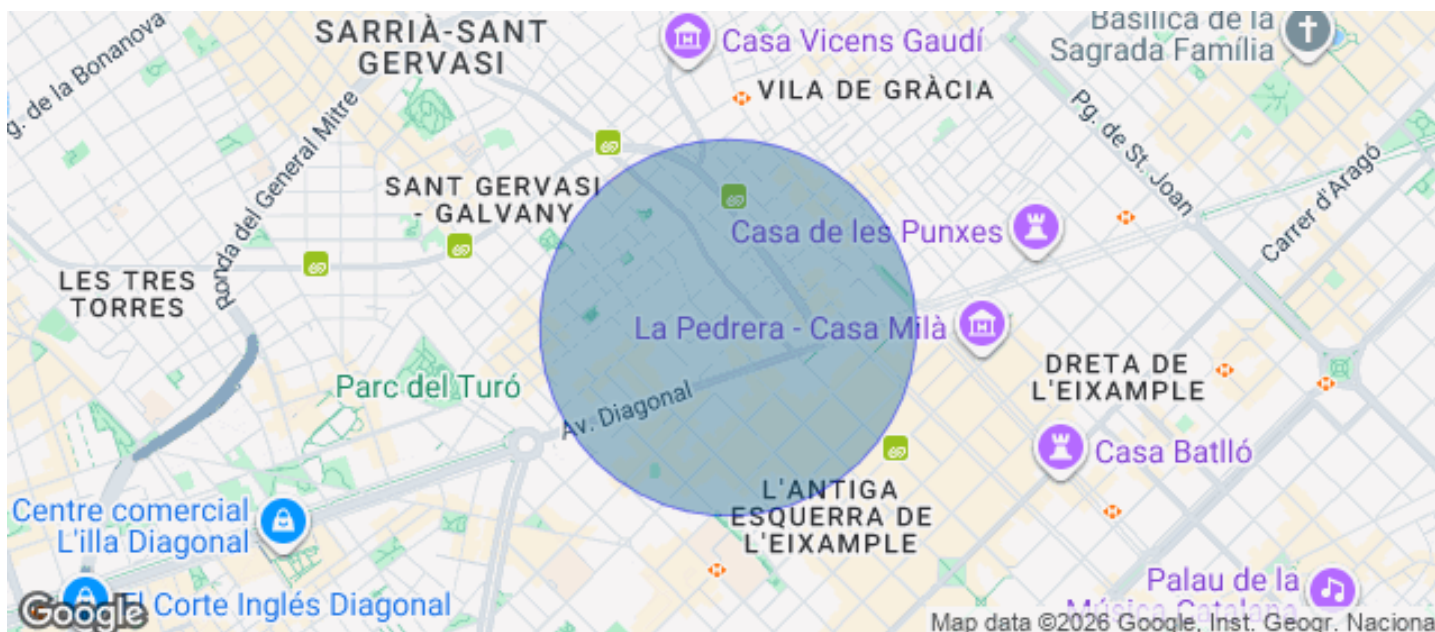 SARRIÀ-SANT
GERVASI
Casa Vicens Gaudí
Basílica de la
Sagrada Família
g. de la Bonanova
VILA DE GRÀCIA
Ronda del General Mitre
Pg. de St. Joan
Carrer d'Aragó
SANT GERVASI
- GALVANY
Casa de les Punxes
LES TRES
TORRES
La Pedrera - Casa Milà
DRETA DE
L'EIXAMPLE
Parc del Turó
Av. Diagonal
Casa Batlló
L'ANTIGA
ESQUERRA DE
L'EIXAMPLE
Centre comercial
L'illa Diagonal
El Corte Inglés Diagonal
Palau de la
Música Catalana
Google
Map data ©2026 Google, Inst. Geogr. Naciona